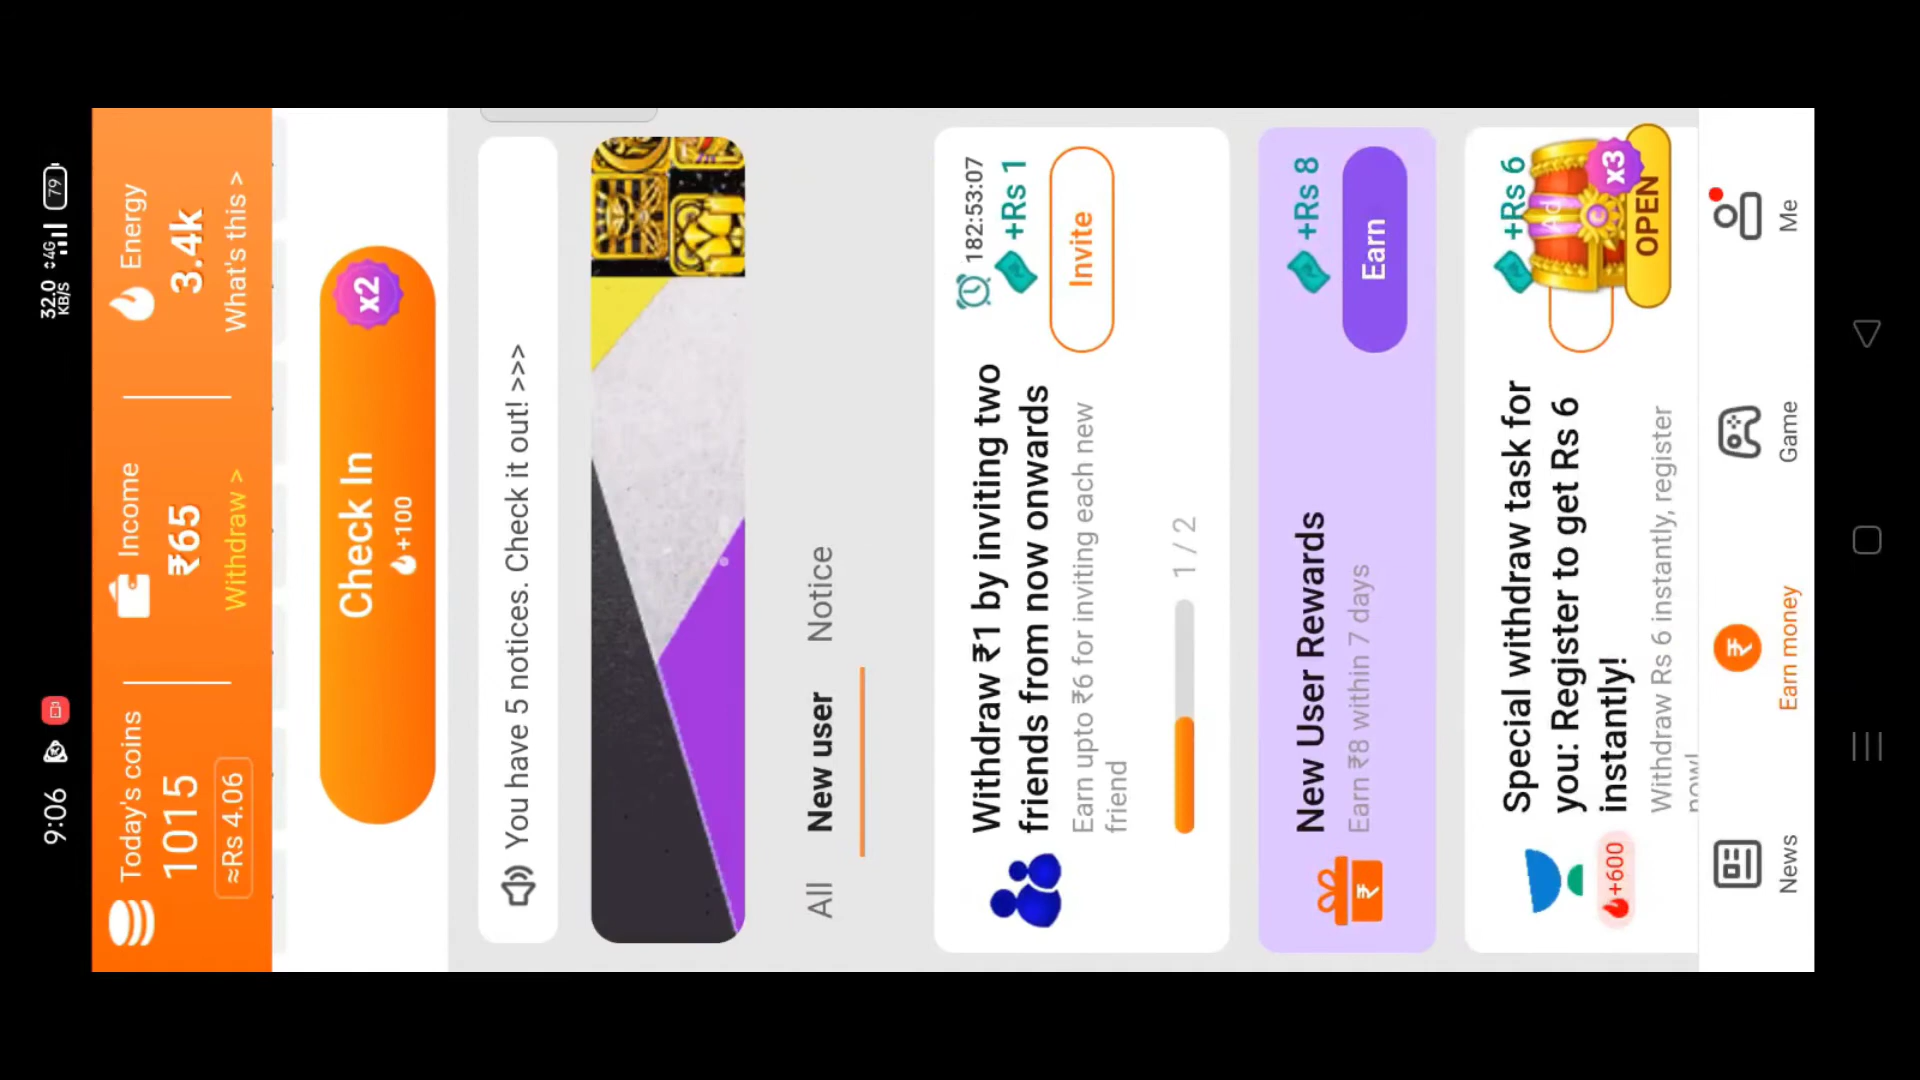 9:06
32.0
KB/S
4G
79
Today's coins
1015
≈Rs 4.06
Income
₹65
Withdraw >
Energy
3.4k
What's this >
Check In
+100
x2
You have 5 notices. Check it out! >>>
All
New user
Notice
Withdraw ₹1 by inviting two
friends from now onwards
Earn upto ₹6 for inviting each new
friend
1 / 2
182:53:07
+Rs 1
Invite
New User Rewards
Earn ₹8 within 7 days
+Rs 8
Earn
+600
Special withdraw task for
you: Register to get Rs 6
instantly!
Withdraw Rs 6 instantly, register
now!
+Rs 6
Ad
x3
OPEN
News
Earn money
Game
Me